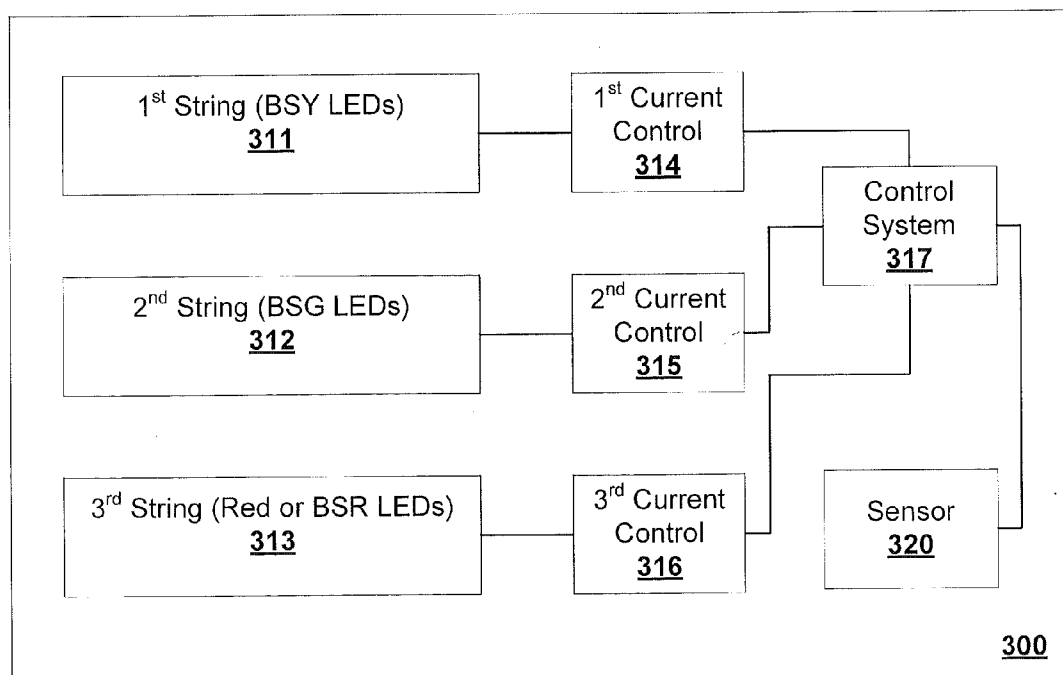 1st String (BSY LEDs)
311
1st Current
Control
314
Control
System
317
2nd String (BSG LEDs)
312
2nd Current
Control
315
3rd String (Red or BSR LEDs)
313
3rd Current
Control
316
Sensor
320
300